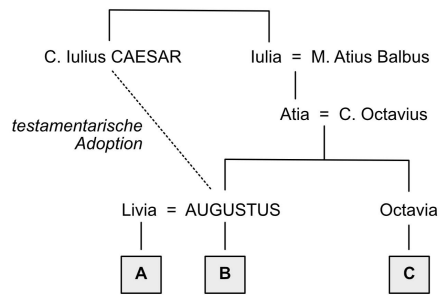 C. Iulius CAESAR
Iulia = M. Atius Balbus
Atia = C. Octavius
testamentarische
Adoption
Livia = AUGUSTUS
Octavia
A
B
C